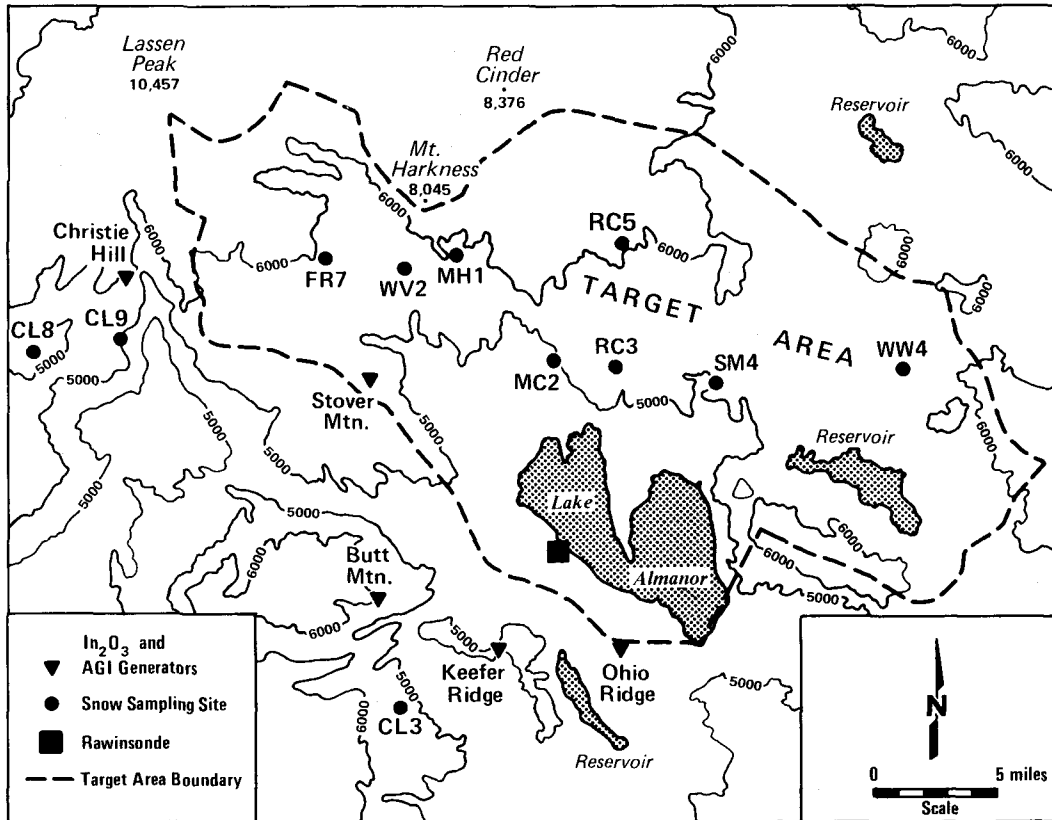 Lassen
Peak
10,457
Red
Cinder
8,376
6000
6000
Reservoir
6000
Mt.
Harkness
8,045
6000
Christie
Hill
6000
6000
FR7
WV2
MH1
RC5
6000
6000
6000
TARGET
AREA
CL8
CL9
5000
5000
5000
MC2
RC3
SM4
WW4
5000
Stover
Mtn.
5000
6000
Reservoir
5000
Lake
Almanor
6000
5000
6000
Butt
Mtn.
6000
5000
Keefer
Ridge
Ohio
Ridge
5000
5000
6000
CL3
Reservoir
In2O3 and
AGI Generators
Snow Sampling Site
Rawinsonde
Target Area Boundary
N
0 5 miles
Scale